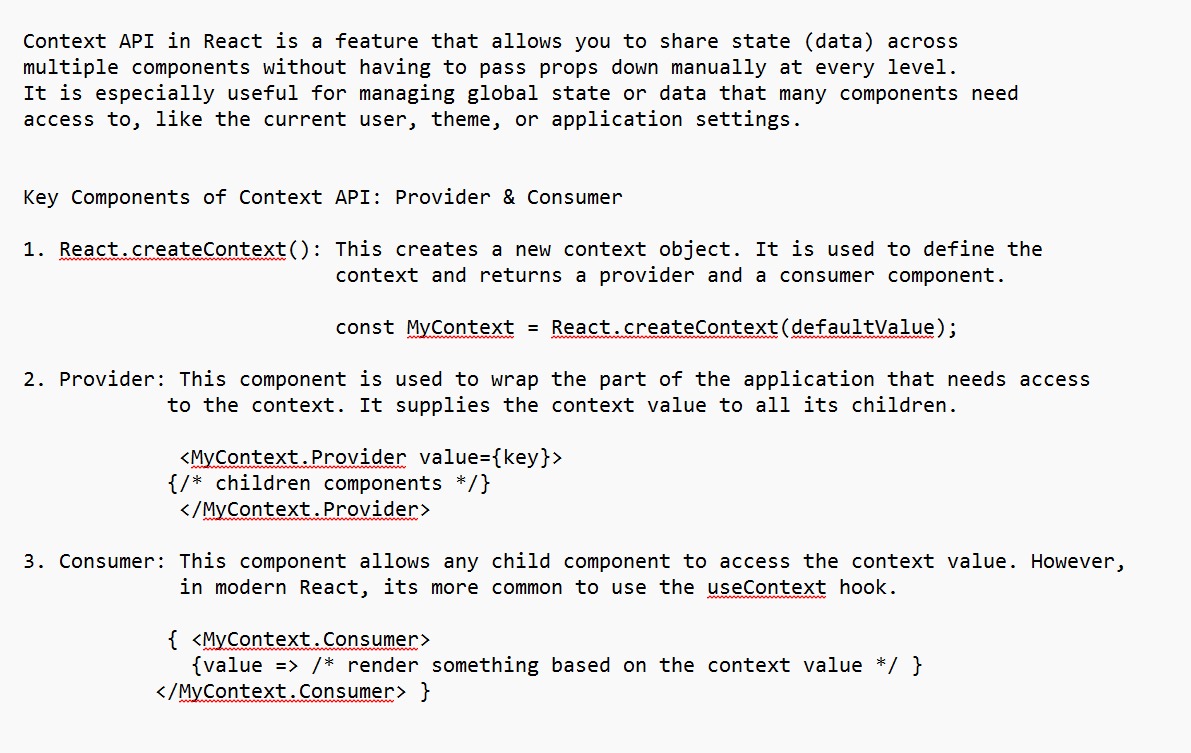 Context API in React is a feature that allows you to share state (data) across
multiple components without having to pass props down manually at every level.
It is especially useful for managing global state or data that many components need
access to, like the current user, theme, or application settings.
Key Components of Context API: Provider & Consumer
1. React.createContext(): This creates a new context object. It is used to define the
context and returns a provider and a consumer component.
const MyContext = React.createContext(defaultValue);
2. Provider: This component is used to wrap the part of the application that needs access
to the context. It supplies the context value to all its children.
<MyContext.Provider value={key}>
{/* children components */}
</MyContext.Provider>
3. Consumer: This component allows any child component to access the context value. However,
in modern React, its more common to use the useContext hook.
{ <MyContext.Consumer>
{value => /* render something based on the context value */ }
</MyContext.Consumer> }